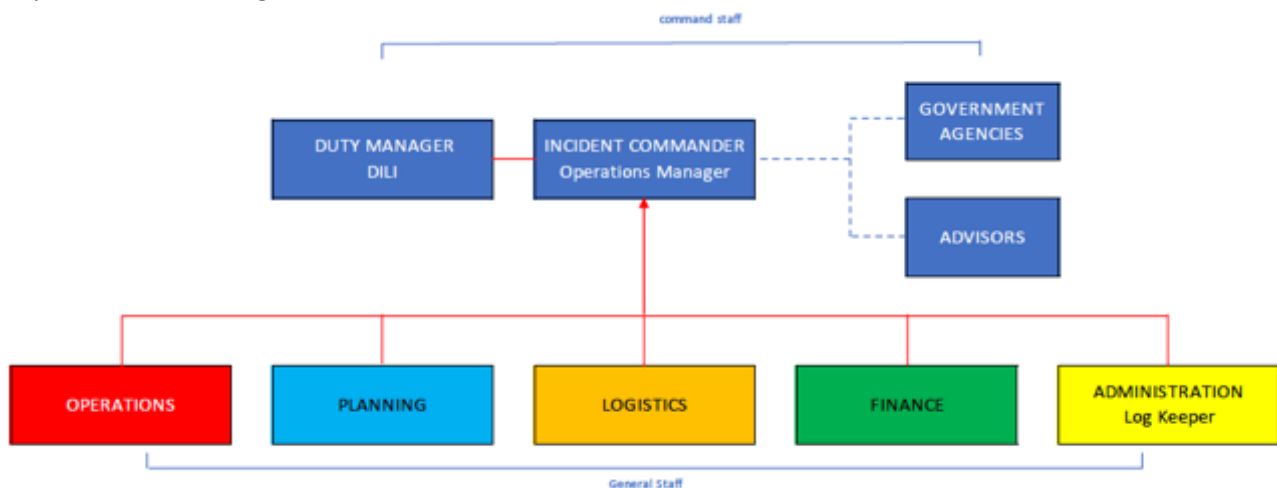 command staff
GOVERNMENT
AGENCIES
DUTY MANAGER
DILI
INCIDENT COMMANDER
Operations Manager
ADVISORS
OPERATIONS
PLANNING
LOGISTICS
FINANCE
ADMINISTRATION
Log Keeper
General Staff